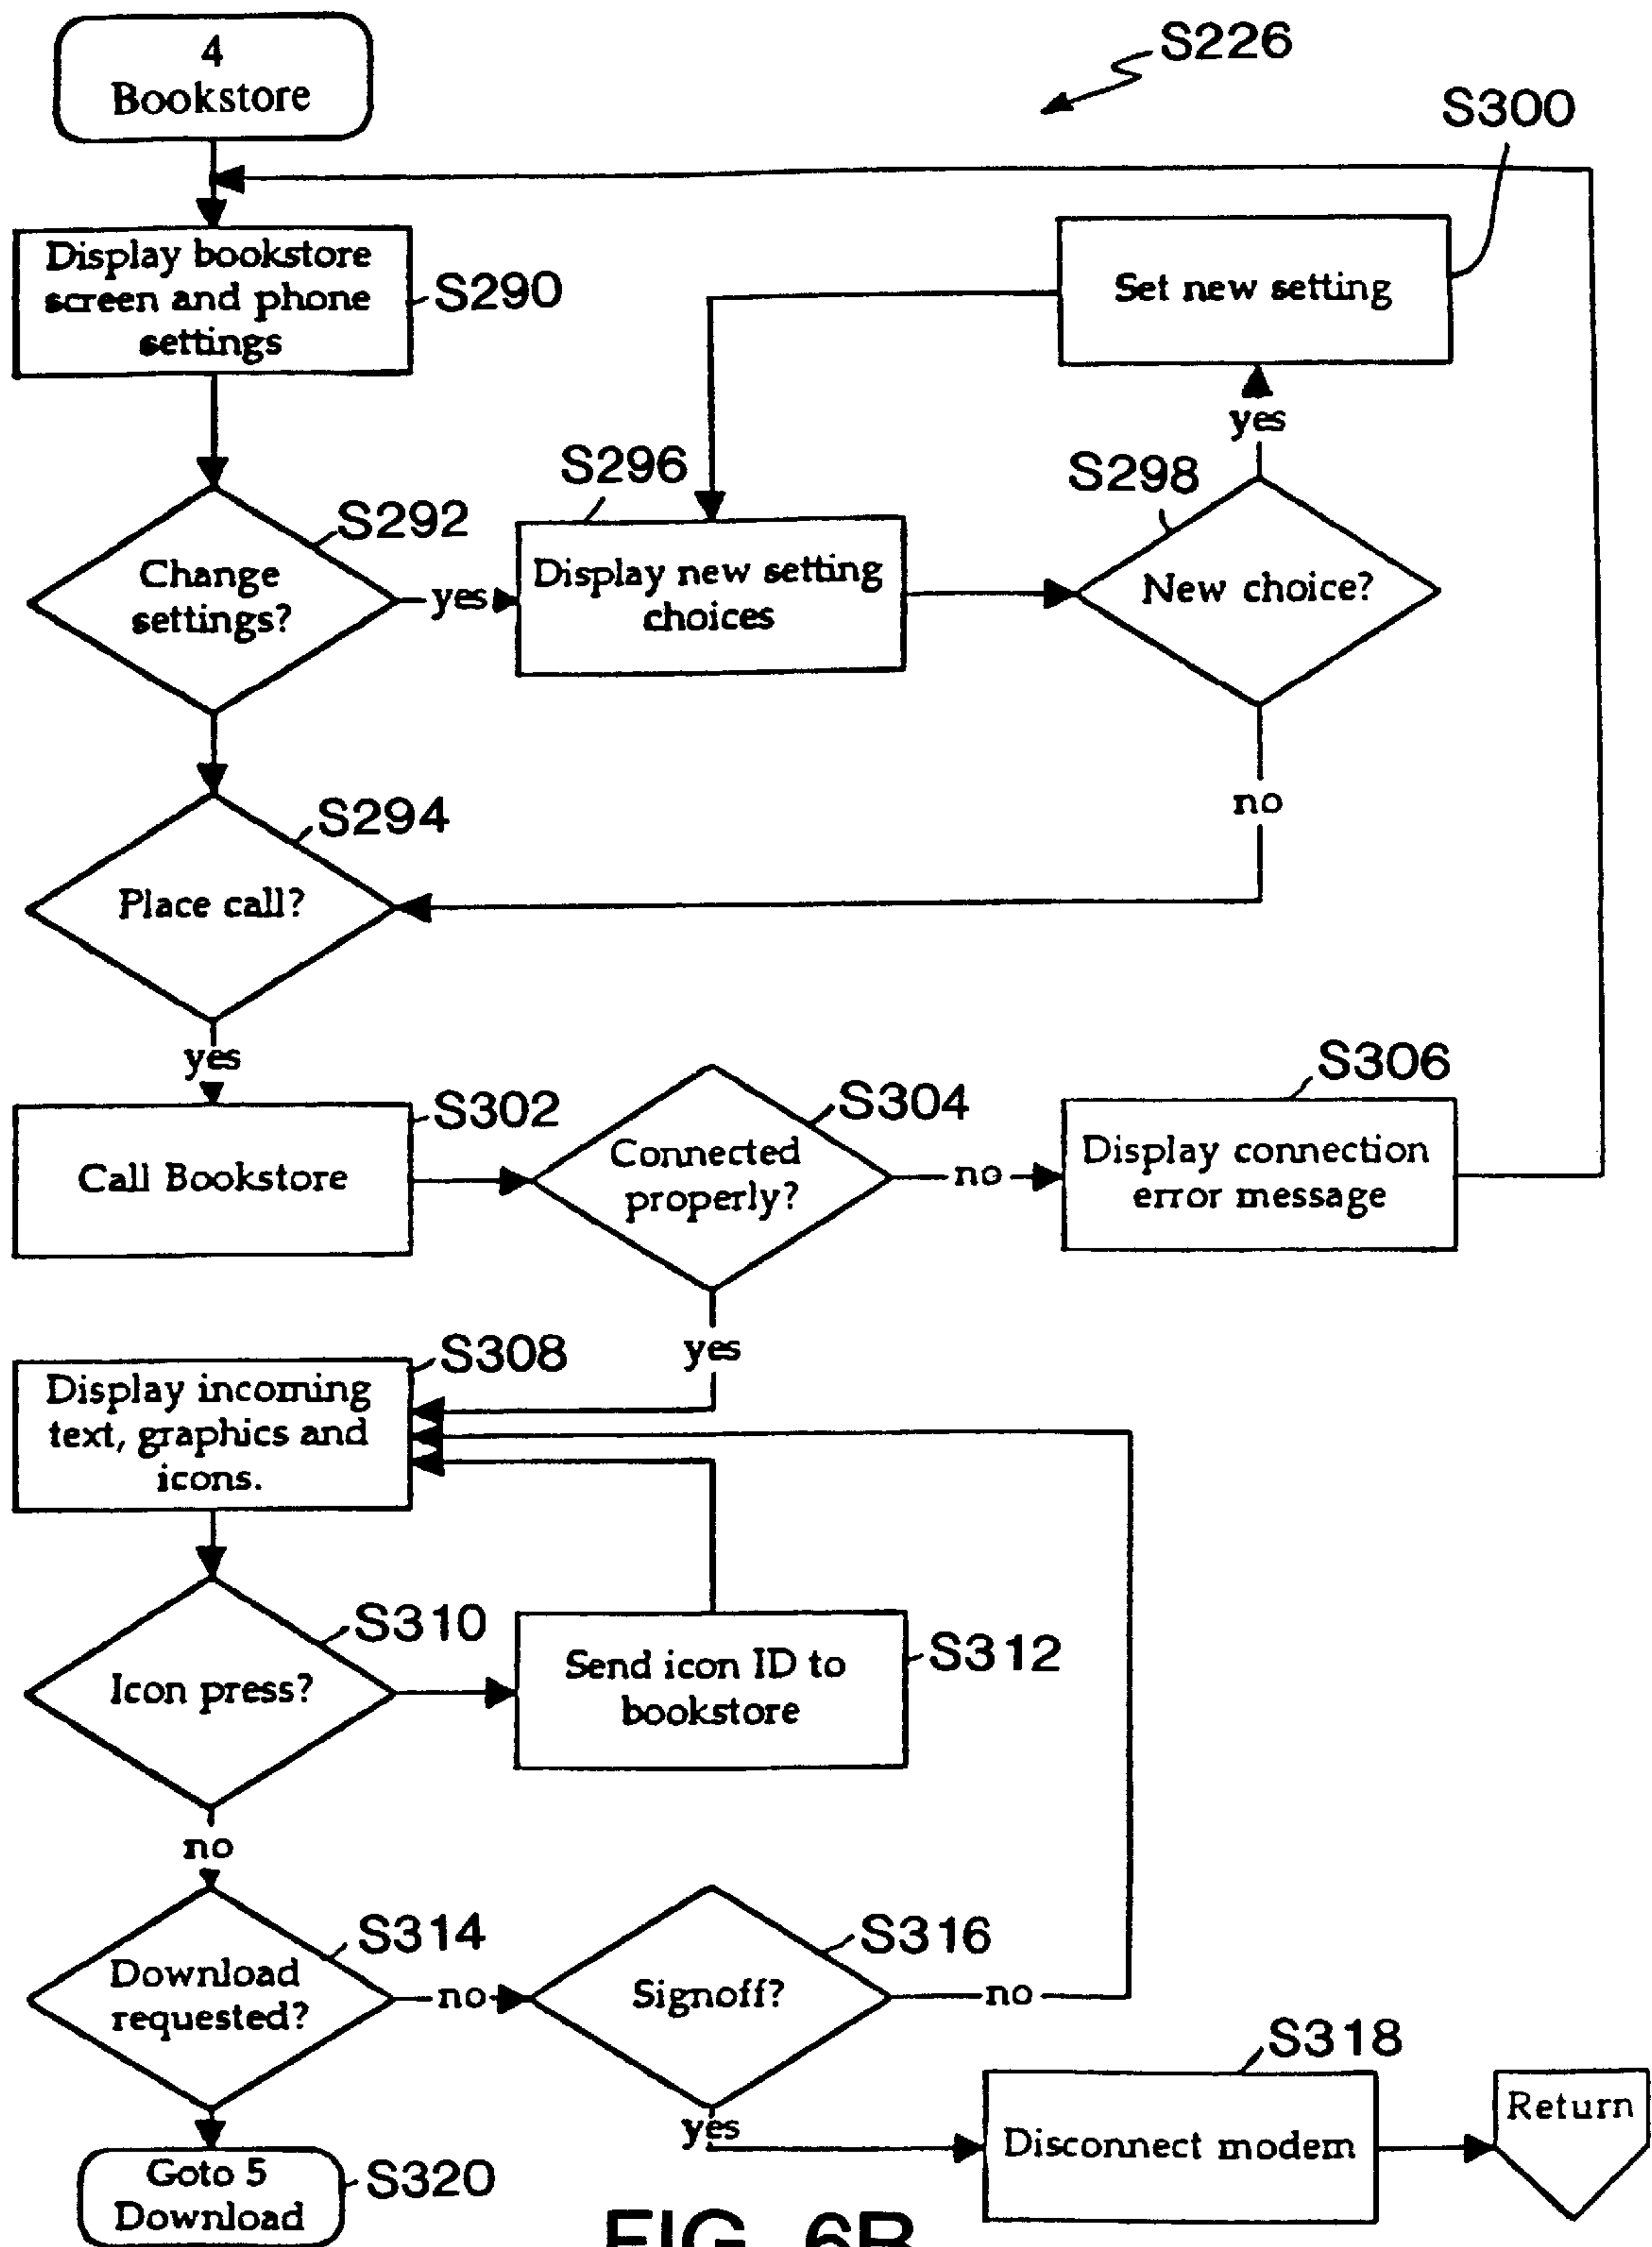 4
Bookstore
S226
S300
Display bookstore
screen and phone
settings
S290
Set new setting
yes
S296
S298
S292
Change
settings?
yes
Display new setting
choices
New choice?
no
S294
Place call?
yes
S302
Call Bookstore
S304
Connected
properly?
no
S306
Display connection
error message
yes
S308
Display incoming
text, graphics and
icons.
S310
Icon press?
S312
Send icon ID to
bookstore
no
S314
Download
requested?
no
S316
Signoff?
no
yes
S318
Disconnect modem
Return
Goto 5
Download
S320
FIG. 6B